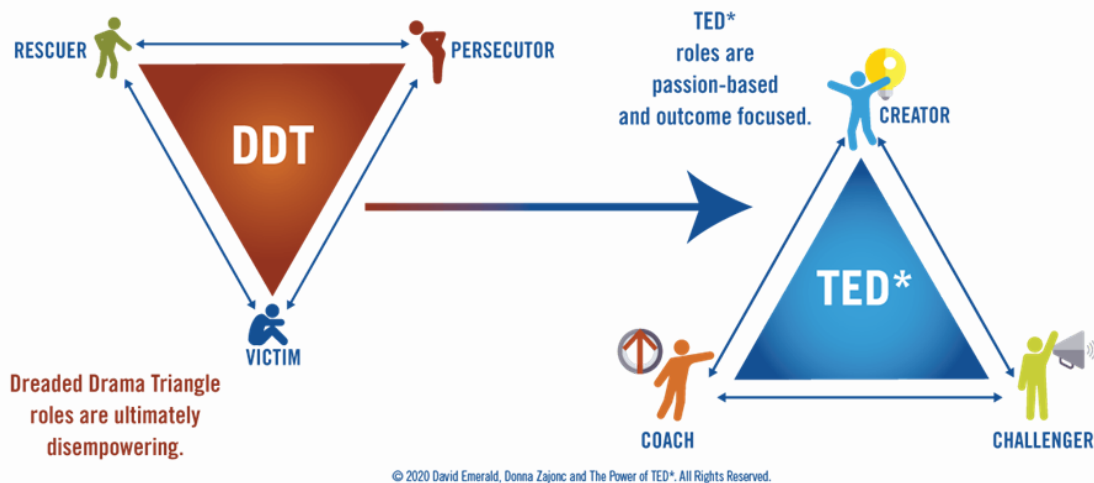 RESCUER
PERSECUTOR
DDT
VICTIM
Dreaded Drama Triangle
roles are ultimately
disempowering.
TED*
roles are
passion-based
and outcome focused.
CREATOR
TED*
COACH
CHALLENGER
© 2020 David Emerald, Donna Zajonc and The Power of TED*. All Rights Reserved.